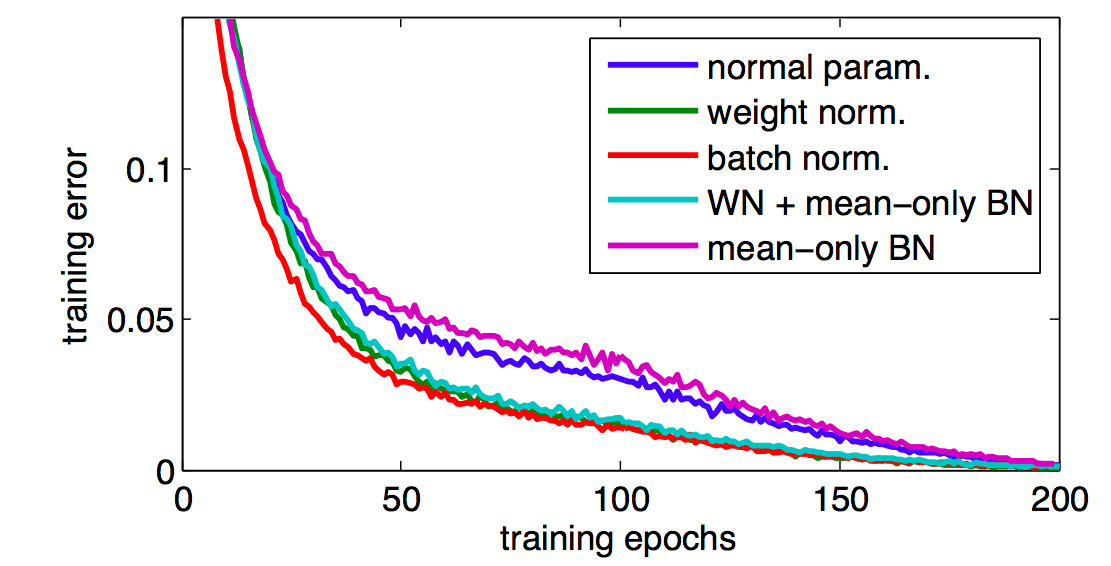 normal param.
weight norm.
batch norm.
WN + mean−only BN
mean−only BN
training error
0.1
0.05
0
0
50
100
150
200
training epochs